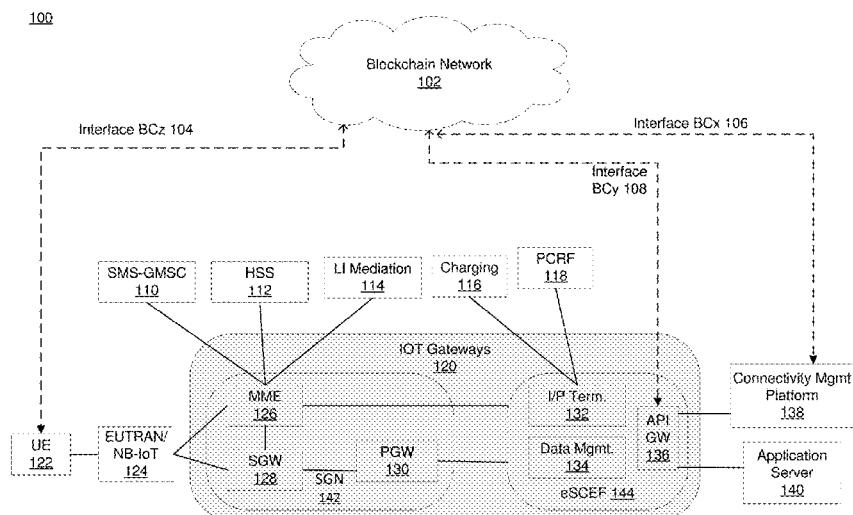 100
Blockchain Network
102
Interface BCz 104
Interface BCx 106
Interface
BCy 108
SMS-GMSC
110
HSS
112
LI Mediation
114
Charging
116
PCRF
118
IOT Gateways
120
MME
126
I/P Term.
132
API
GW
136
Connectivity Mgmt
Platform
138
UE
122
EUTRAN/
NB-IoT
124
SGW
128
PGW
130
Data Mgmt.
134
SGN
142
eSCEF 144
Application
Server
140